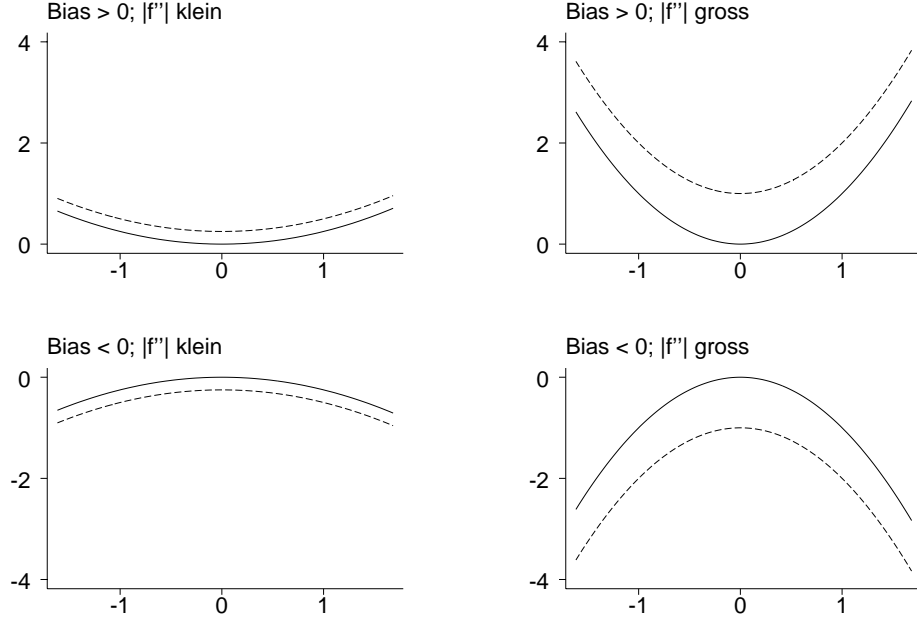 Bias > 0; |f’’| klein
4
2
0
-1 0 1
Bias > 0; |f’’| gross
4
2
0
-1 0 1
Bias < 0; |f’’| klein
0
-2
-4
-1 0 1
Bias < 0; |f’’| gross
0
-2
-4
-1 0 1